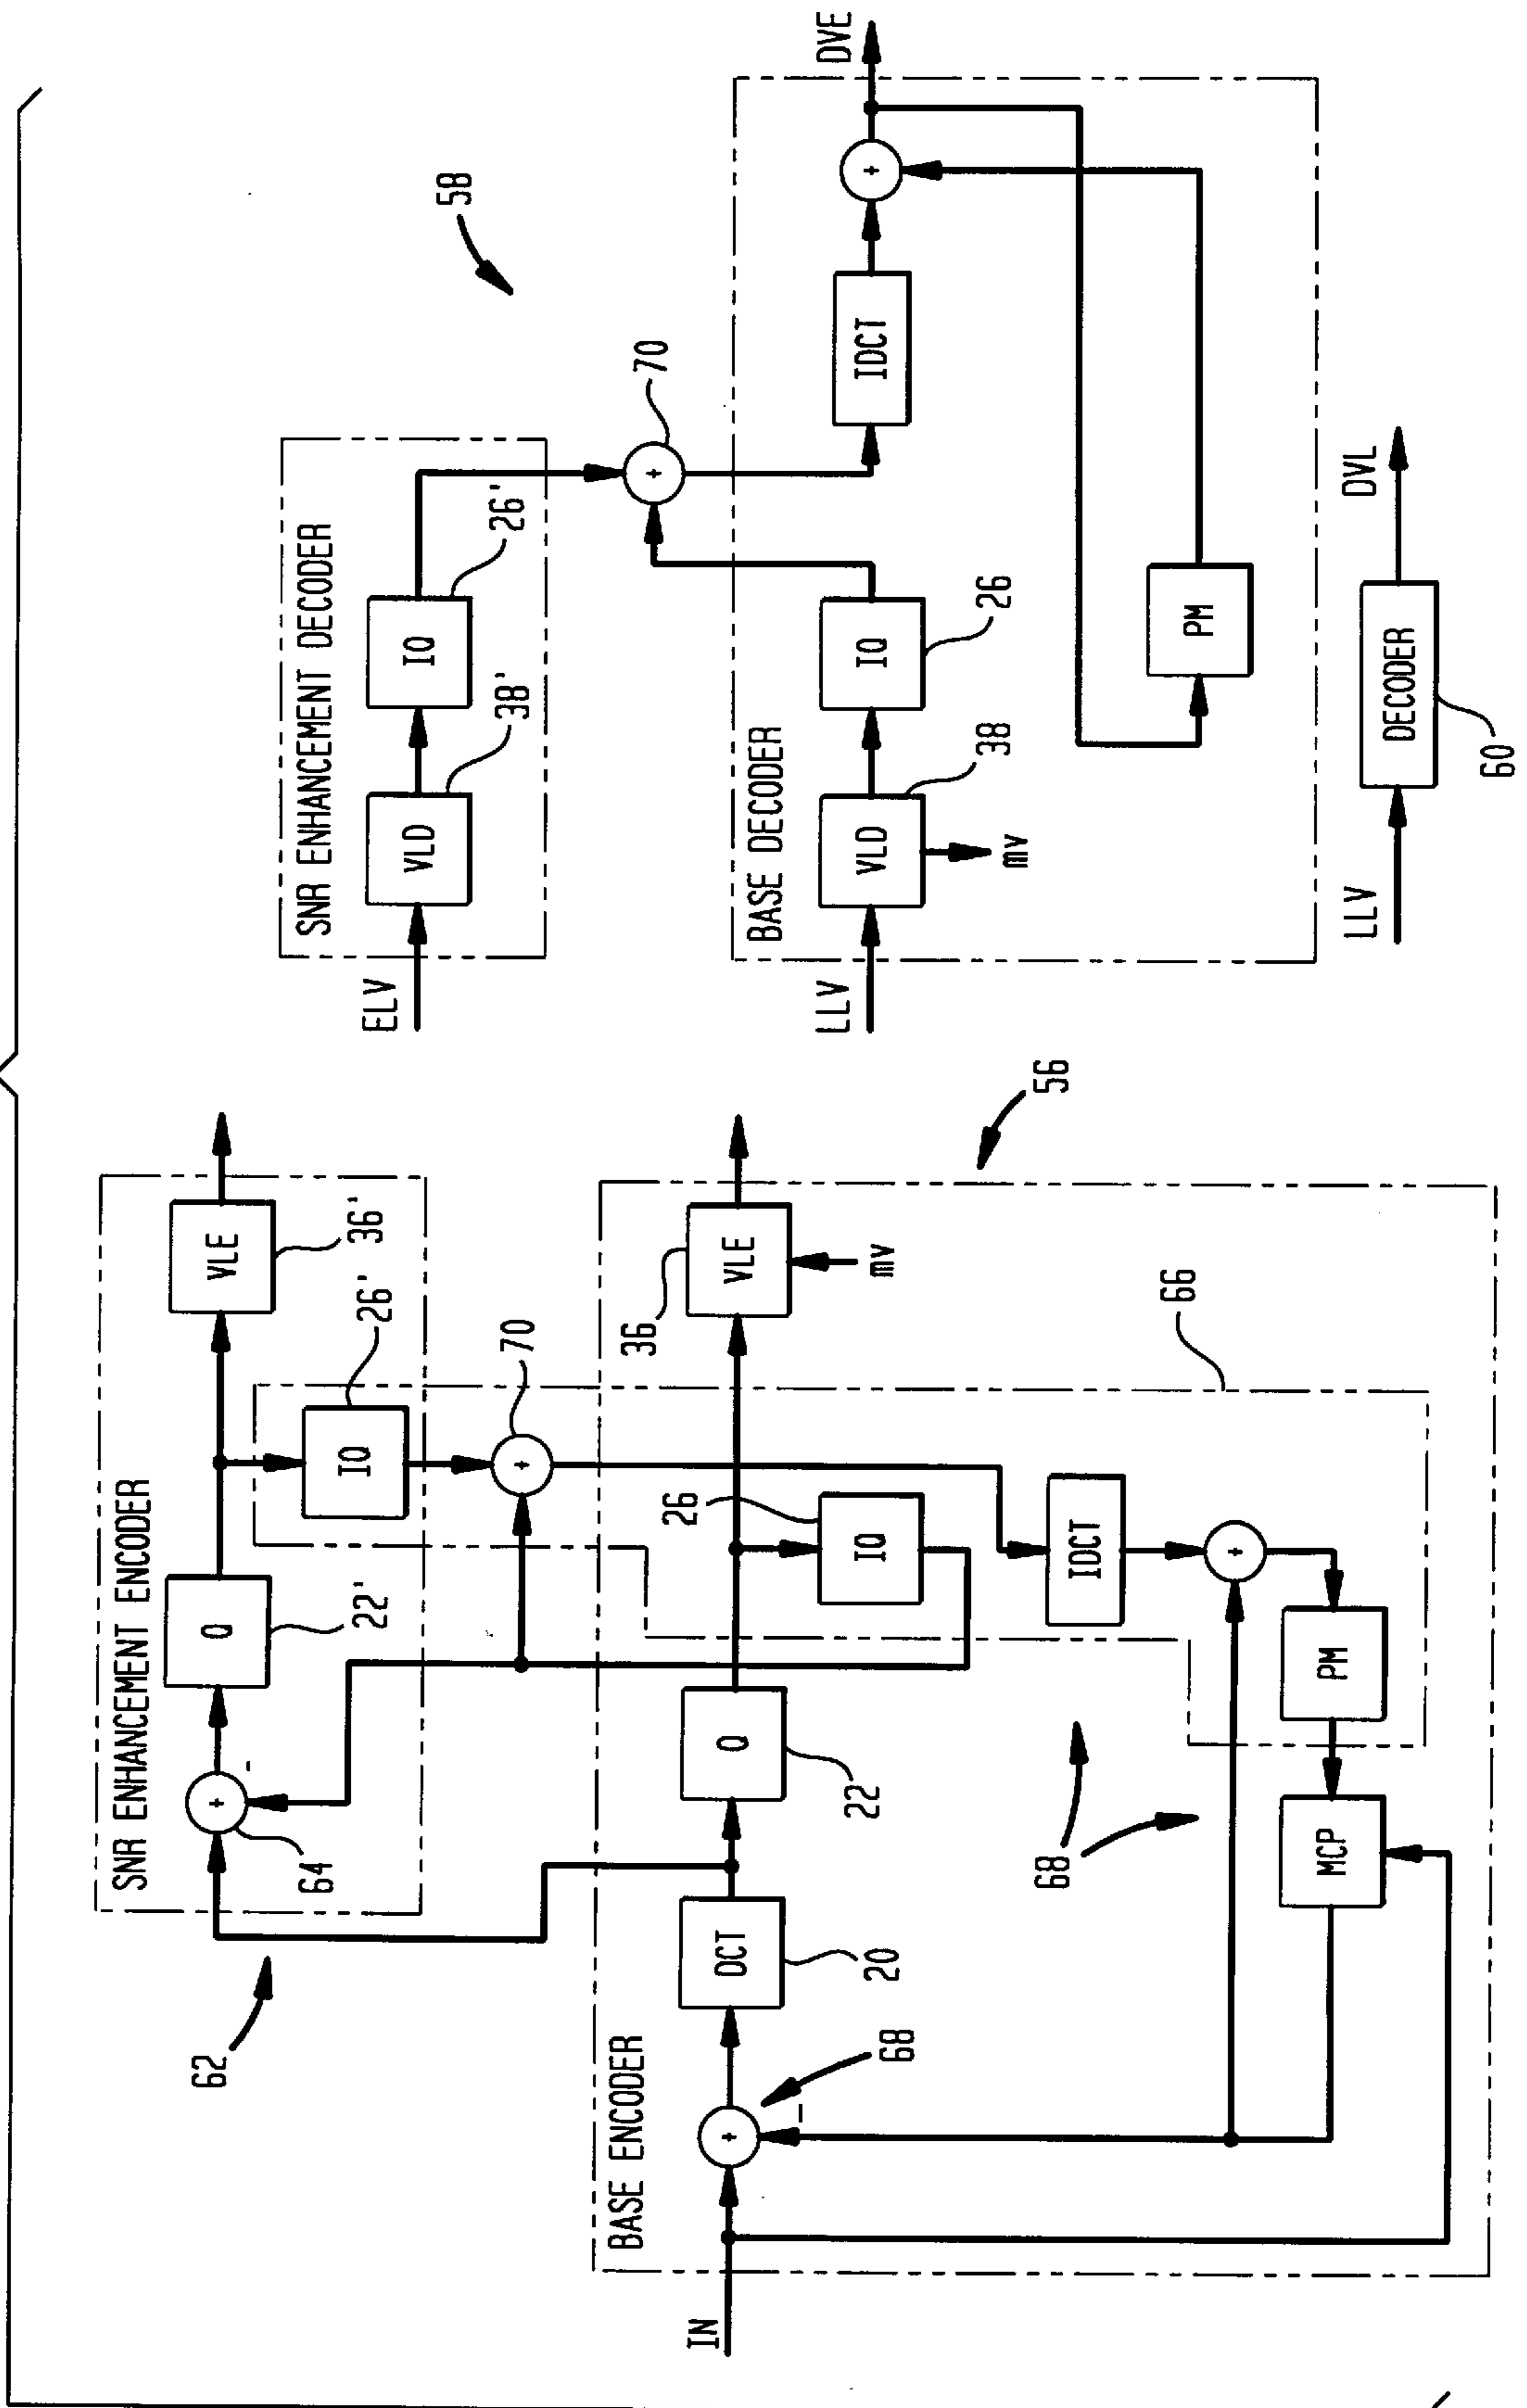 62
SNR ENHANCEMENT ENCODER
+
-
64
Q
22'
VLE
36'
IQ
26'
70
+
BASE ENCODER
IN
+
-
68
DCT
20
Q
22
VLE
36
mv
56
26
IQ
66
IDCT
+
68
PM
MCP
58
SNR ENHANCEMENT DECODER
ELV
VLD
38'
IQ
26'
70
+
BASE DECODER
LLV
VLD
38
mv
IQ
26
IDCT
+
DVE
PM
LLV
DECODER
60
DVL